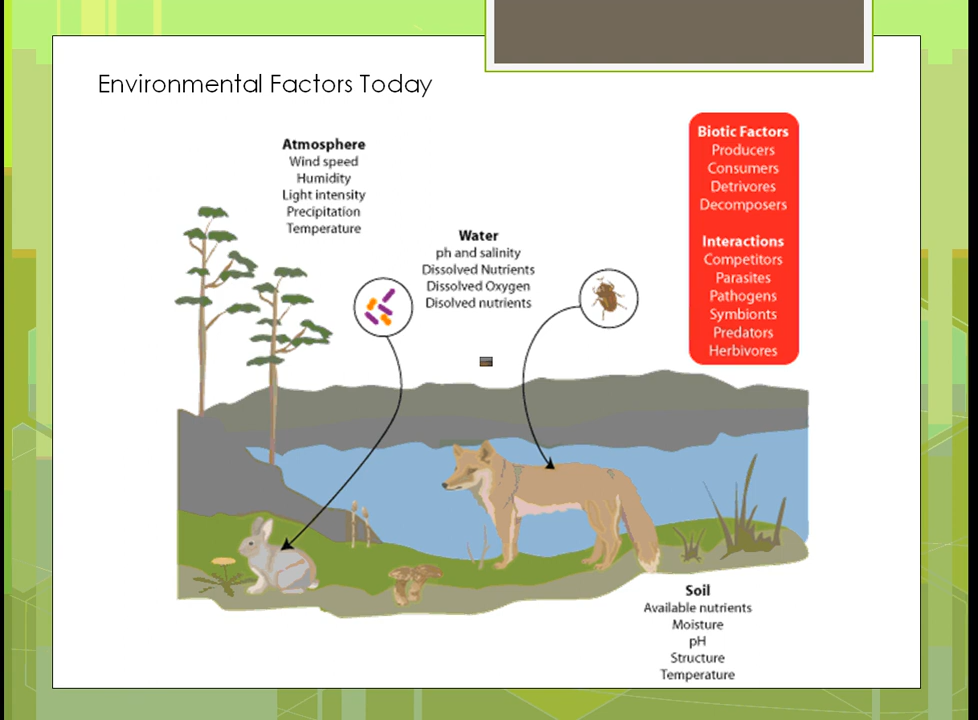 Environmental Factors Today
Atmosphere
Wind speed
Humidity
Light intensity
Precipitation
Temperature
Water
ph and salinity
Dissolved Nutrients
Dissolved Oxygen
Disolved nutrients
Biotic Factors
Producers
Consumers
Detrivores
Decomposers
Interactions
Competitors
Parasites
Pathogens
Symbionts
Predators
Herbivores
Soil
Available nutrients
Moisture
pH
Structure
Temperature